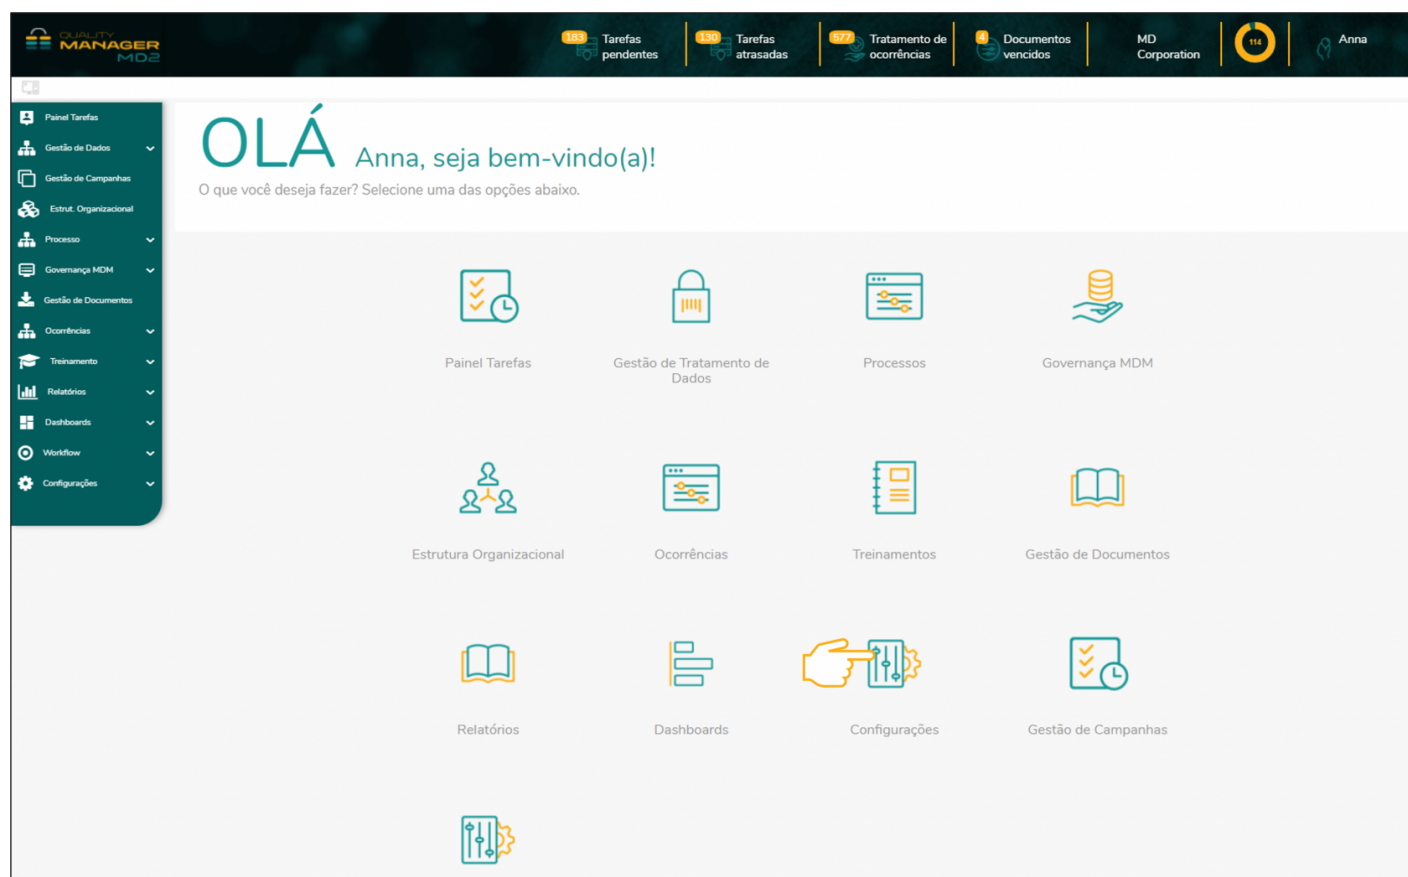 QUALITY
MANAGER
MD2
183
Tarefas
pendentes
130
Tarefas
atrasadas
577
Tratamento de
ocorrências
4
Documentos
vencidos
MD
Corporation
114
Anna
Painel Tarefas
Gestão de Dados
Gestão de Campanhas
Estrut. Organizacional
Processo
Governança MDM
Gestão de Documentos
Ocorrências
Treinamento
Relatórios
Dashboards
Workflow
Configurações
OLÁ Anna, seja bem-vindo(a)!
O que você deseja fazer? Selecione uma das opções abaixo.
Painel Tarefas
Gestão de Tratamento de
Dados
Processos
Governança MDM
Estrutura Organizacional
Ocorrências
Treinamentos
Gestão de Documentos
Relatórios
Dashboards
Configurações
Gestão de Campanhas